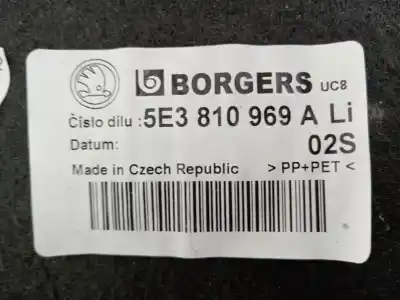 BORGERS UC8
Číslo dílu :5E3 810 969 A Li
Datum: 02S
Made in Czech Republic > PP+PET <